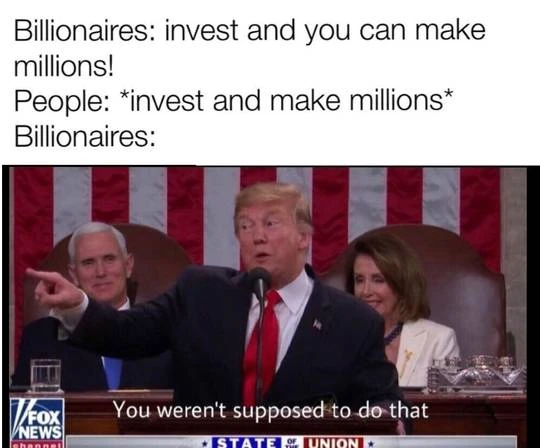 Billionaires: invest and you can make
millions!
People: *invest and make millions*
Billionaires:
You weren't supposed to do that
FOX
NEWS
channel
STATE OF THE UNION